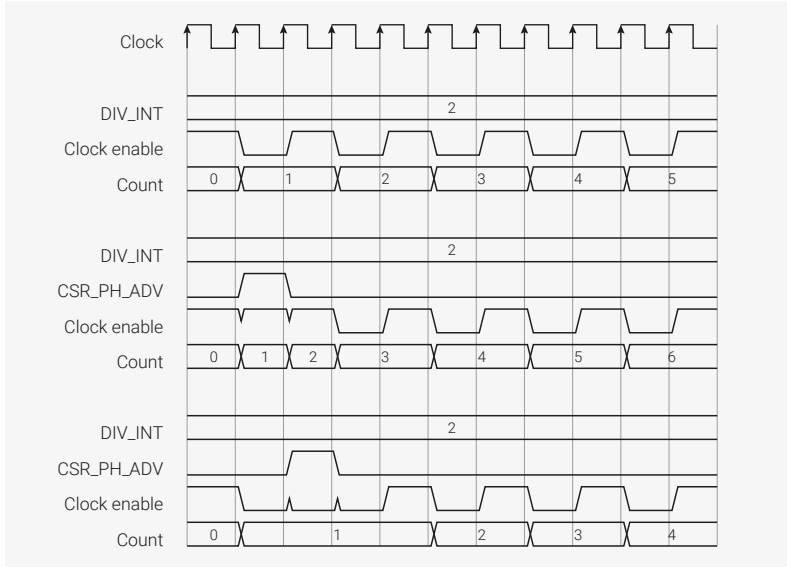 Clock
DIV_INT 2
Clock enable
Count 0 1 2 3 4 5
DIV_INT 2
CSR_PH_ADV
Clock enable
Count 0 1 2 3 4 5 6
DIV_INT 2
CSR_PH_ADV
Clock enable
Count 0 1 2 3 4